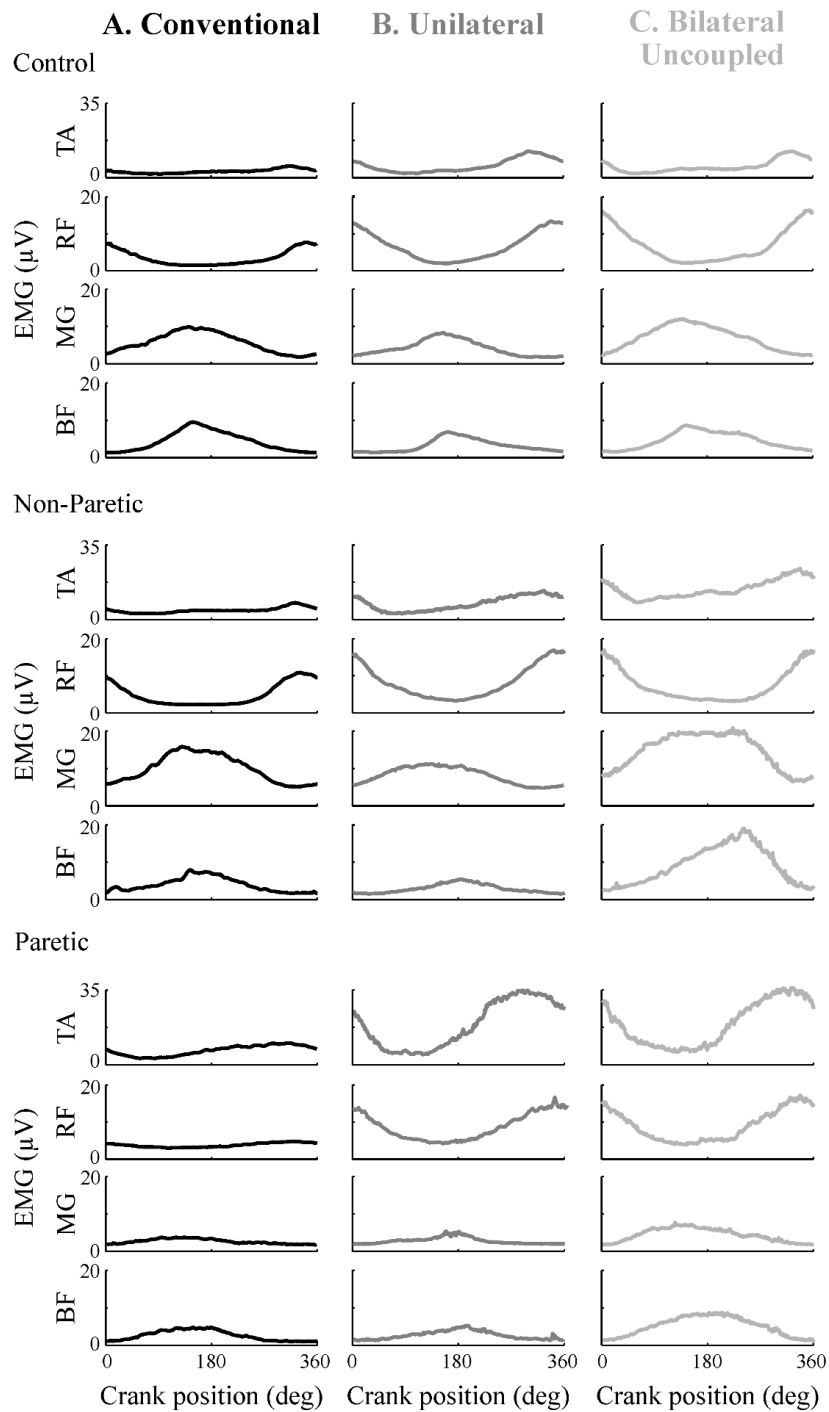 A. Conventional B. Unilateral C. Bilateral
Uncoupled
Control
35
TA
0
20
RF
0
EMG (µV)
20
MG
0
20
BF
0
180 180 180
Non-Paretic
35
TA
0
20
RF
0
EMG (µV)
20
MG
0
20
BF
0
Paretic
35
TA
0
20
RF
0
EMG (µV)
20
MG
0
20
BF
0
0 180 360 0 180 360 0 180 360
Crank position (deg) Crank position (deg) Crank position (deg)